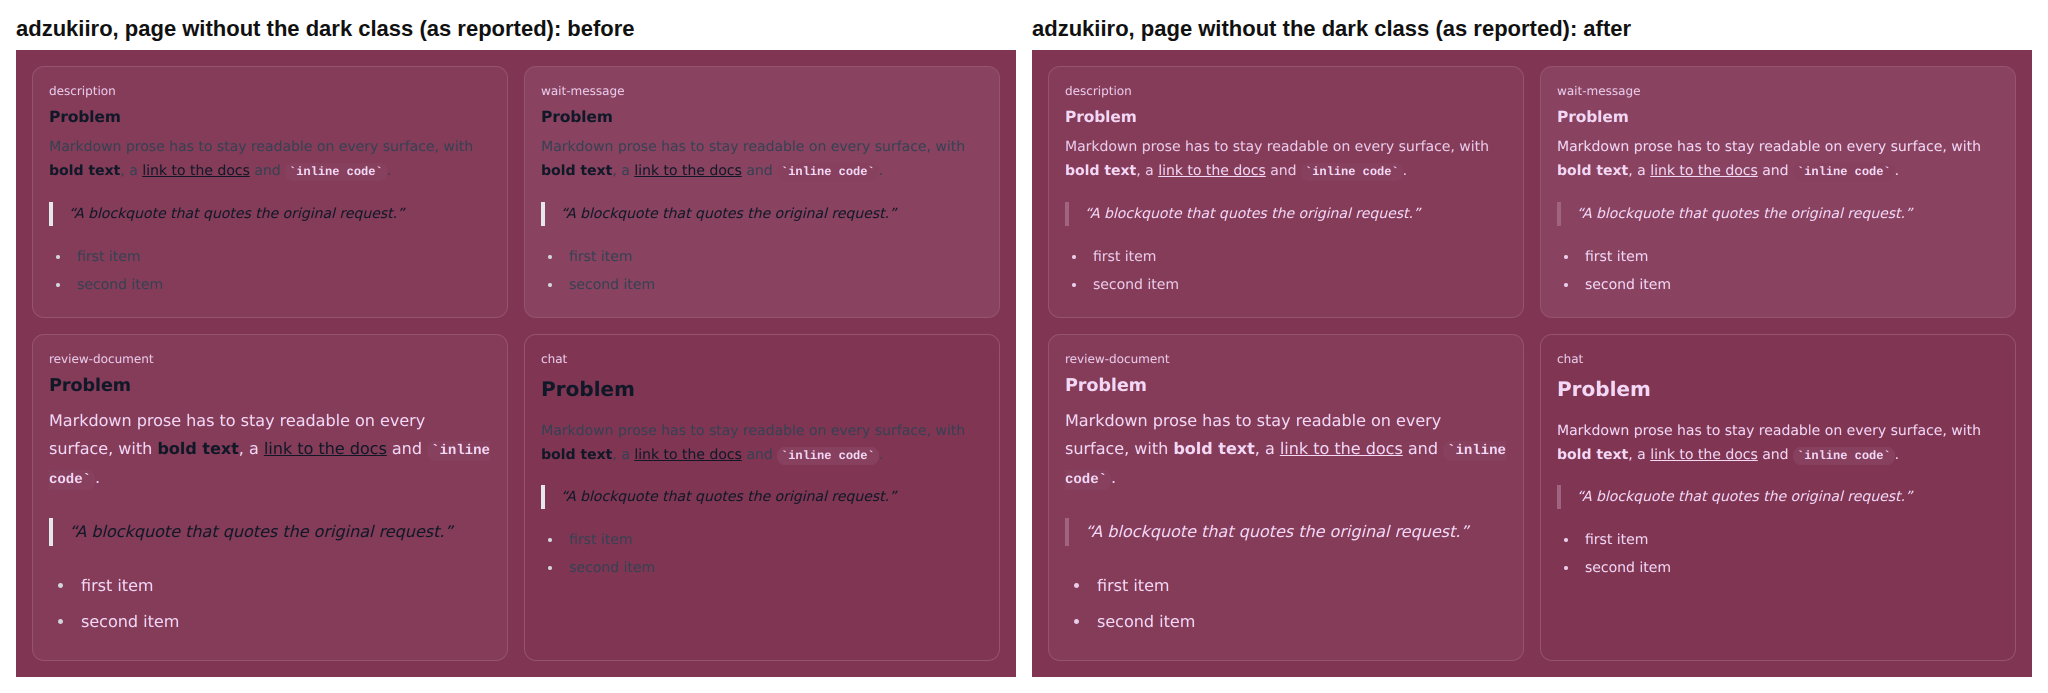 adzukiiro, page without the dark class (as reported): before
description
Problem
Markdown prose has to stay readable on every surface, with
bold text, a link to the docs and `inline code`.
“A blockquote that quotes the original request.”
• first item
• second item
wait-message
Problem
Markdown prose has to stay readable on every surface, with
bold text, a link to the docs and `inline code`.
“A blockquote that quotes the original request.”
• first item
• second item
review-document
Problem
Markdown prose has to stay readable on every
surface, with bold text, a link to the docs and `inline
code`.
“A blockquote that quotes the original request.”
• first item
• second item
chat
Problem
Markdown prose has to stay readable on every surface, with
bold text, a link to the docs and `inline code`.
“A blockquote that quotes the original request.”
• first item
• second item
adzukiiro, page without the dark class (as reported): after
description
Problem
Markdown prose has to stay readable on every surface, with
bold text, a link to the docs and `inline code`.
“A blockquote that quotes the original request.”
• first item
• second item
wait-message
Problem
Markdown prose has to stay readable on every surface, with
bold text, a link to the docs and `inline code`.
“A blockquote that quotes the original request.”
• first item
• second item
review-document
Problem
Markdown prose has to stay readable on every
surface, with bold text, a link to the docs and `inline
code`.
“A blockquote that quotes the original request.”
• first item
• second item
chat
Problem
Markdown prose has to stay readable on every surface, with
bold text, a link to the docs and `inline code`.
“A blockquote that quotes the original request.”
• first item
• second item